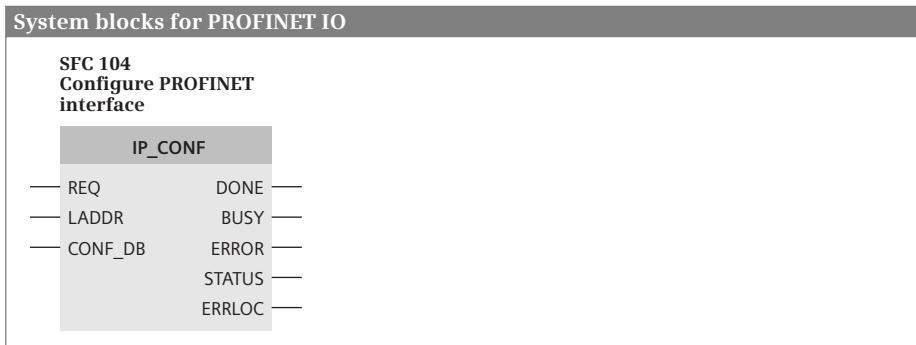 System blocks for PROFINET IO
SFC 104
Configure PROFINET
interface
IP_CONF
REQ DONE
LADDR BUSY
CONF_DB ERROR
STATUS
ERRLOC